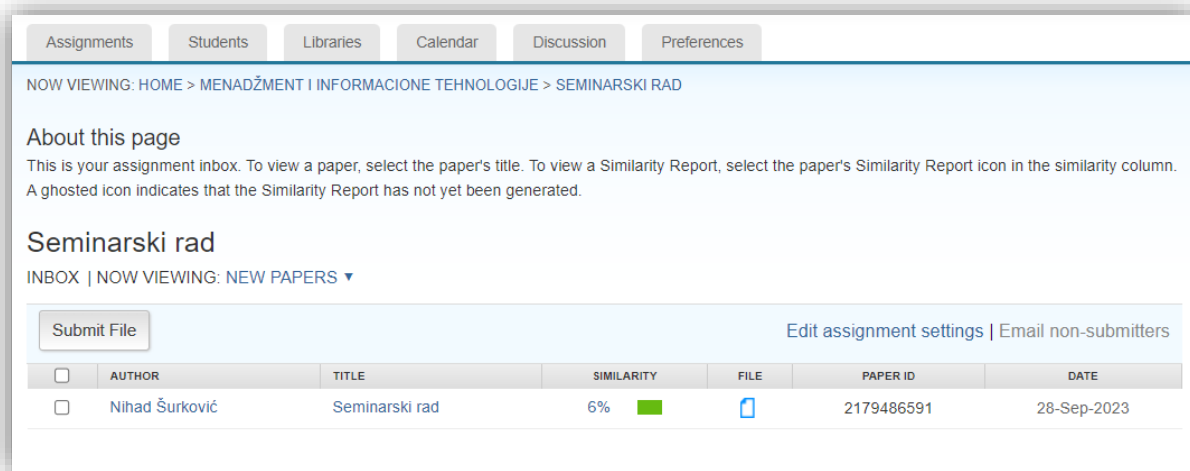 Assignments Students Libraries Calendar Discussion Preferences
NOW VIEWING: HOME > MENADŽMENT I INFORMACIONE TEHNOLOGIJE > SEMINARSKI RAD
About this page
This is your assignment inbox. To view a paper, select the paper's title. To view a Similarity Report, select the paper's Similarity Report icon in the similarity column.
A ghosted icon indicates that the Similarity Report has not yet been generated.
Seminarski rad
INBOX | NOW VIEWING: NEW PAPERS ▼
Submit File Edit assignment settings | Email non-submitters
AUTHOR TITLE SIMILARITY FILE PAPER ID DATE
Nihad Šurković Seminarski rad 6% 2179486591 28-Sep-2023